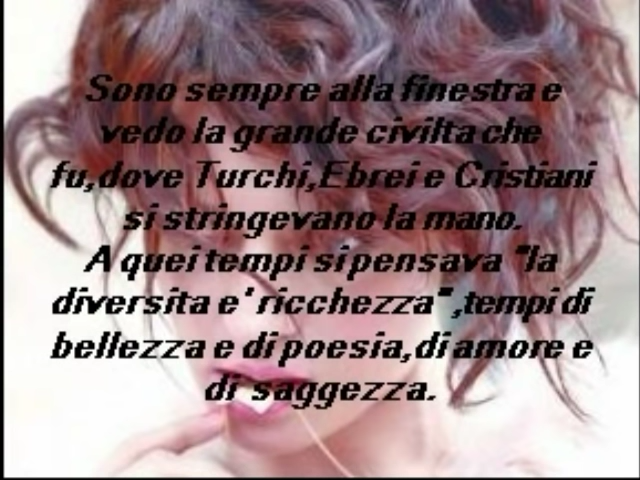 Sono sempre alla finestra e
vedo la grande civilta che
fu,dove Turchi,Ebrei e Cristiani
si stringevano la mano.
A quei tempi si pensava "la
diversita e' ricchezza",tempi di
bellezza e di poesia,di amore e
di saggezza.